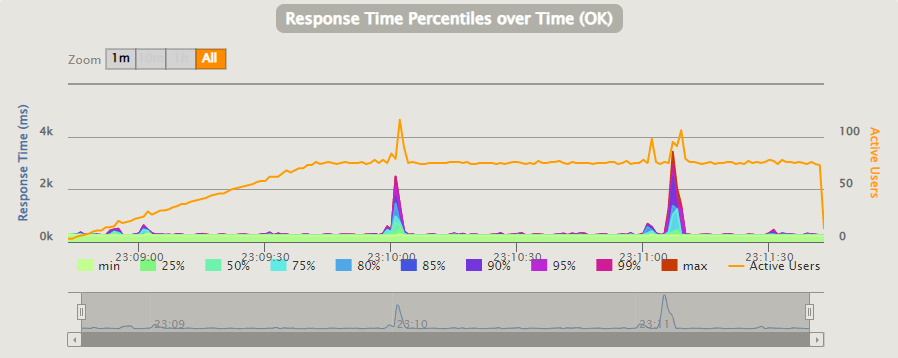 Response Time Percentiles over Time (OK)
Zoom 1m 10m 1h All
Response Time (ms)
4k
2k
0k
100
50
0
Active Users
23:09:00 23:09:30 23:10:00 23:10:30 23:11:00 23:11:30
min 25% 50% 75% 80% 85% 90% 95% 99% max Active Users
23:09 23:10 23:11